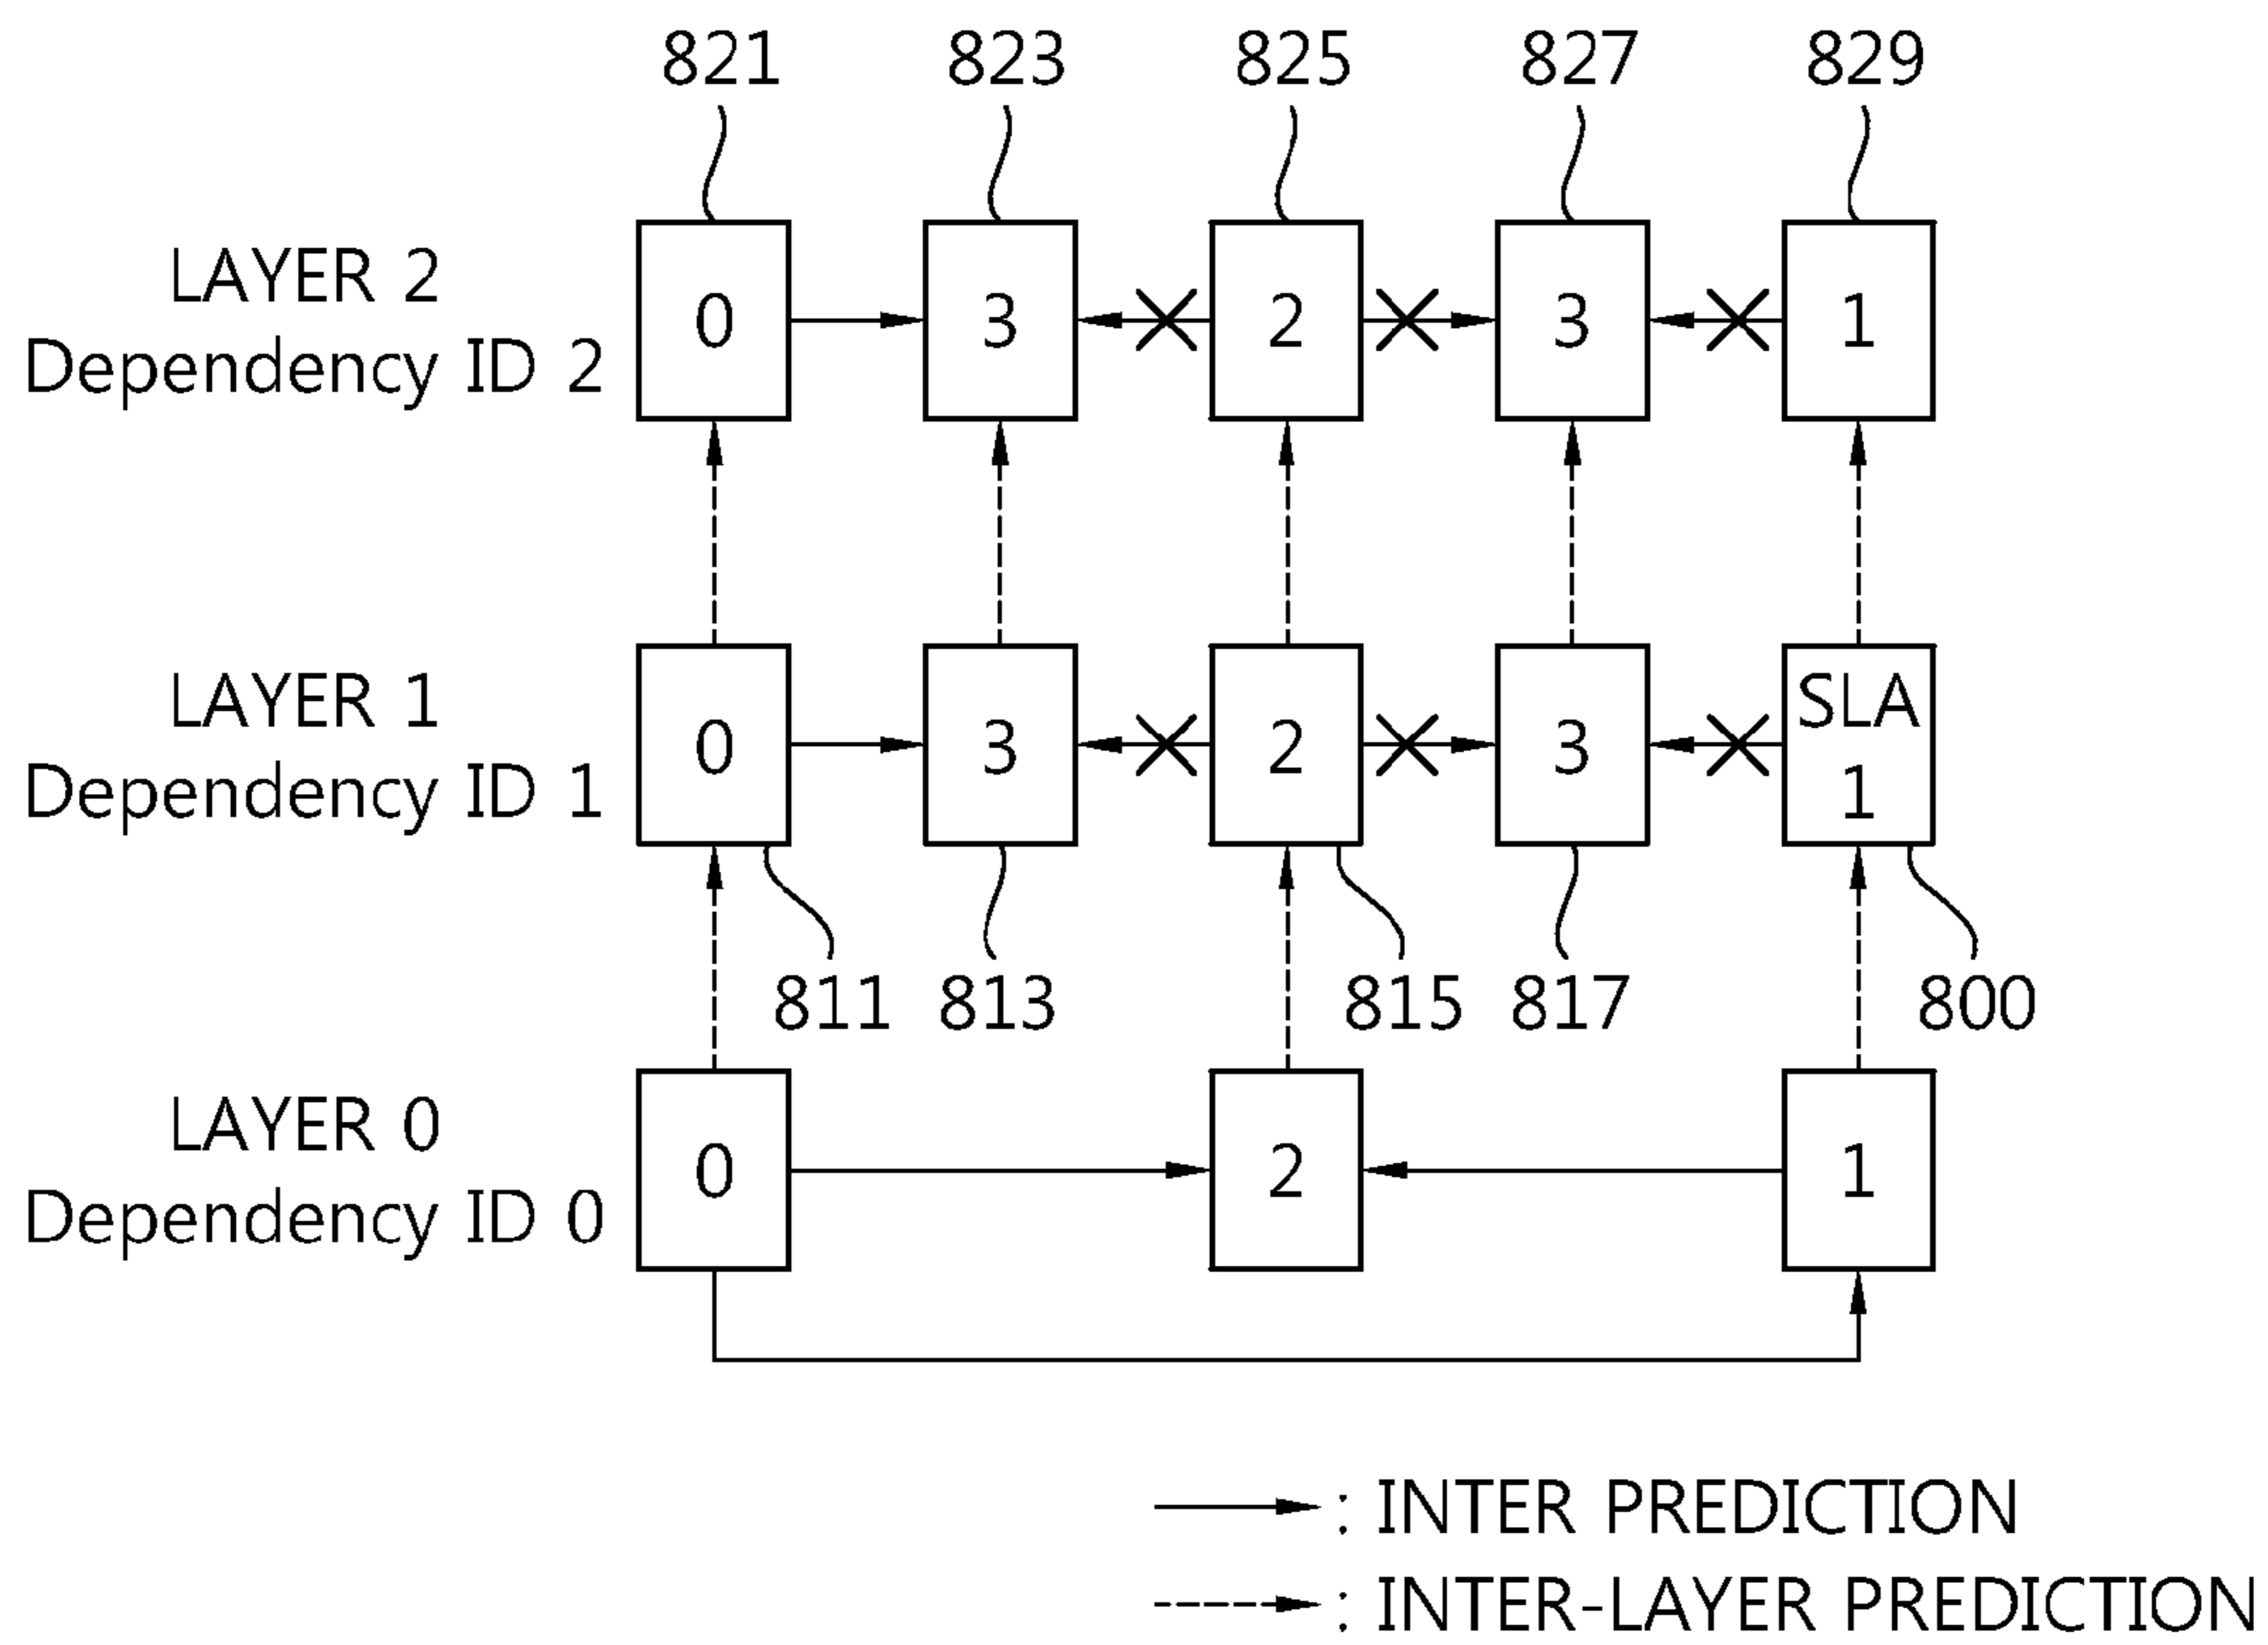 821 823 825 827 829
LAYER 2
Dependency ID 2
0 3 2 3 1
LAYER 1
Dependency ID 1
0 3 2 3 SLA
1
811 813 815 817 800
LAYER 0
Dependency ID 0
0 2 1
: INTER PREDICTION
: INTER-LAYER PREDICTION